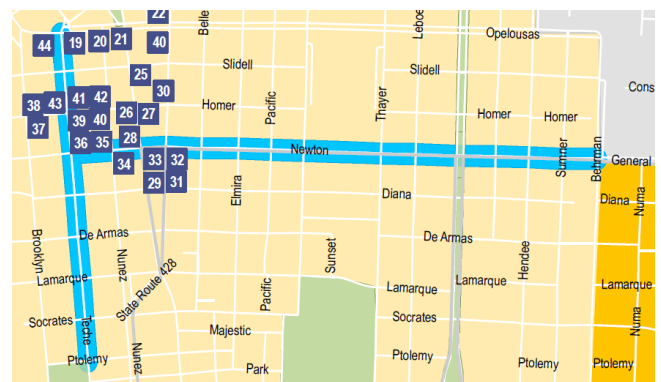 22
Belle
Leboe
Opelousas
44
19
20
21
40
Slidell
Slidell
25
30
Cons
38
43
41
42
Homer
Pacific
Thayer
Homer
Homer
37
39
40
26
27
36
35
28
Newton
Sumner
Behrman
General
34
33
32
29
31
Elmira
Diana
Diana
Numa
Brooklyn
De Armas
Nunez
Sunset
De Armas
Hendee
State Route 428
Lamarque
Pacific
Lamarque
Lamarque
Lamarque
Socrates
Teche
Majestic
Socrates
Numa
Ptolemy
Nunez
Park
Ptolemy
Ptolemy
Ptolemy